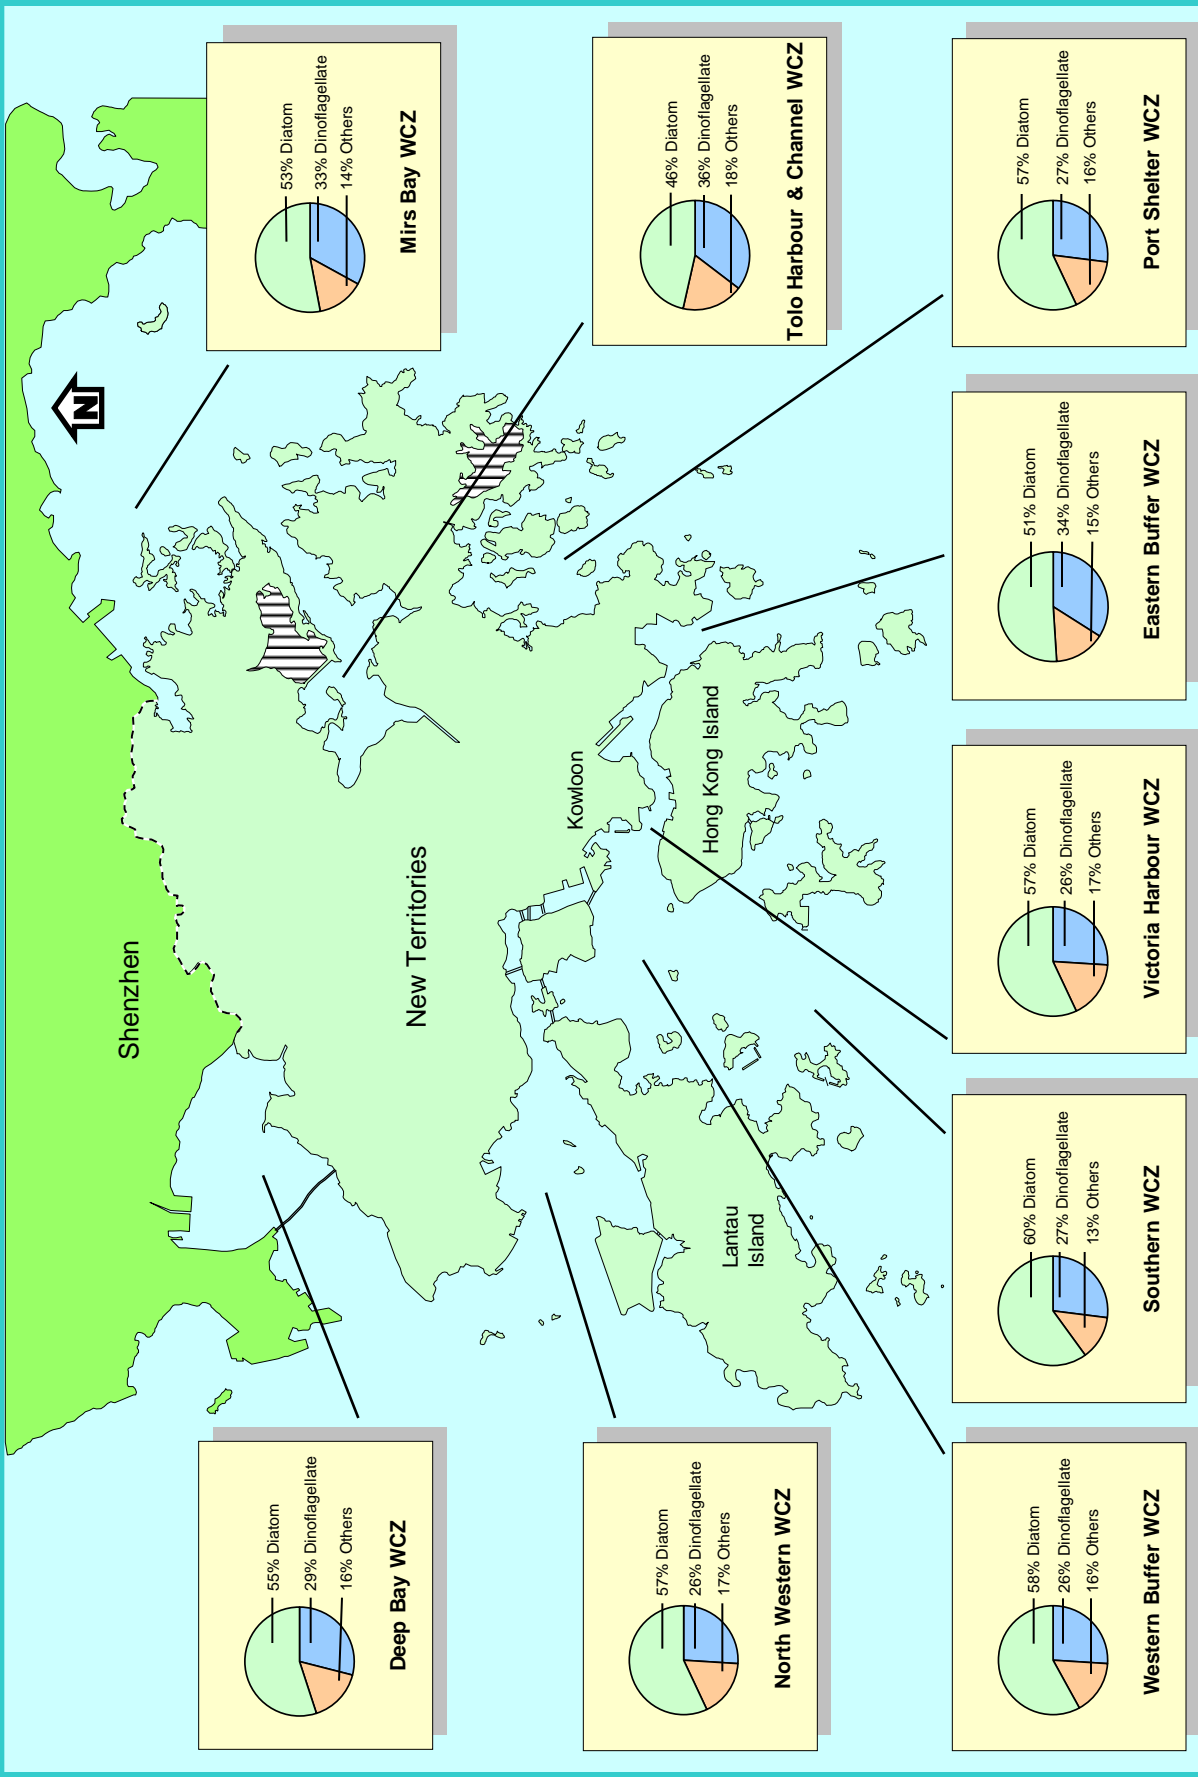 Shenzhen
New Territories
Kowloon
Hong Kong Island
Lantau
Island
N
55% Diatom
29% Dinoflagellate
16% Others
Deep Bay WCZ
53% Diatom
33% Dinoflagellate
14% Others
Mirs Bay WCZ
57% Diatom
26% Dinoflagellate
17% Others
North Western WCZ
46% Diatom
36% Dinoflagellate
18% Others
Tolo Harbour & Channel WCZ
58% Diatom
26% Dinoflagellate
16% Others
Western Buffer WCZ
60% Diatom
27% Dinoflagellate
13% Others
Southern WCZ
57% Diatom
26% Dinoflagellate
17% Others
Victoria Harbour WCZ
51% Diatom
34% Dinoflagellate
15% Others
Eastern Buffer WCZ
57% Diatom
27% Dinoflagellate
16% Others
Port Shelter WCZ